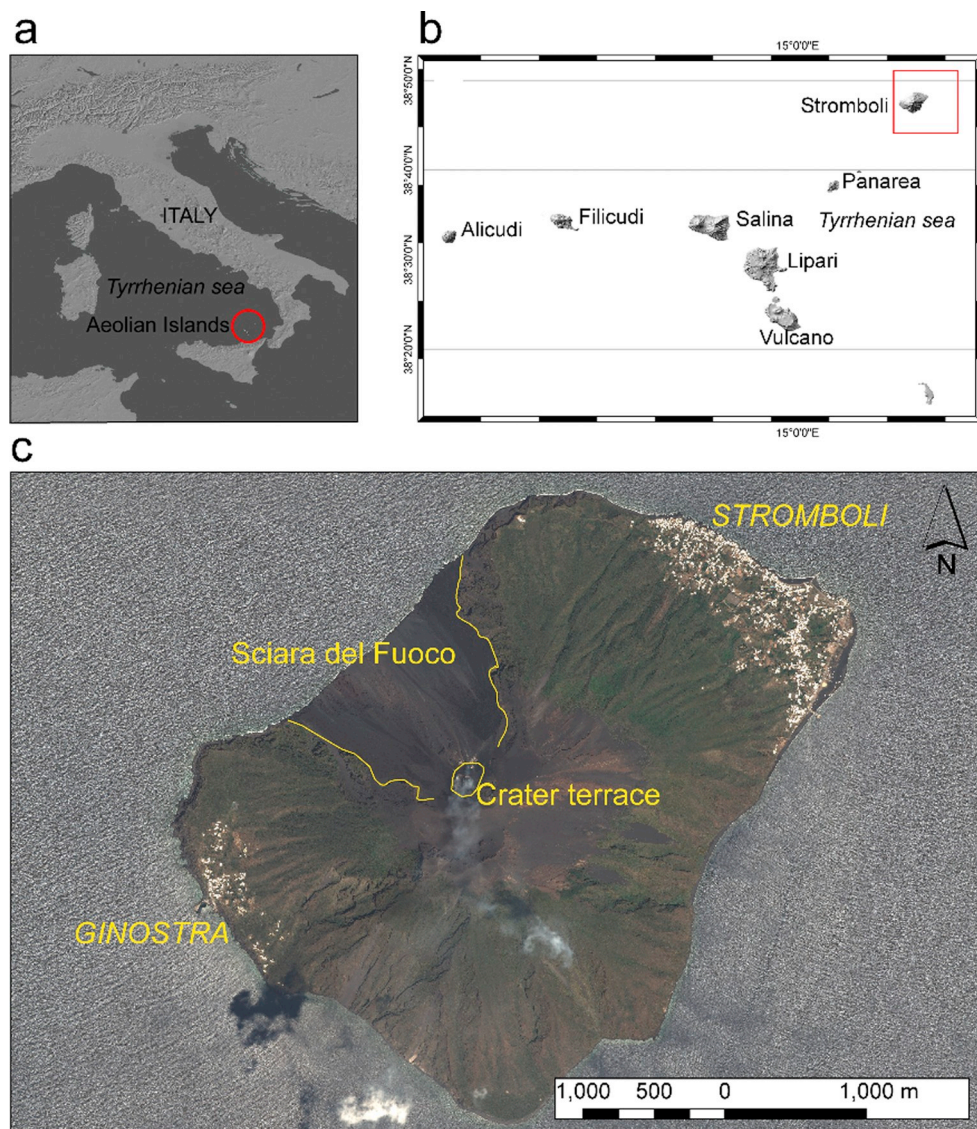 a
ITALY
Tyrrhenian sea
Aeolian Islands
b
15°0'0"E
38°50'0"N
38°40'0"N
38°30'0"N
38°20'0"N
Stromboli
Panarea
Alicudi
Filicudi
Salina
Tyrrhenian sea
Lipari
Vulcano
15°0'0"E
c
STROMBOLI
N
Sciara del Fuoco
Crater terrace
GINOSTRA
1,000 500 0 1,000 m